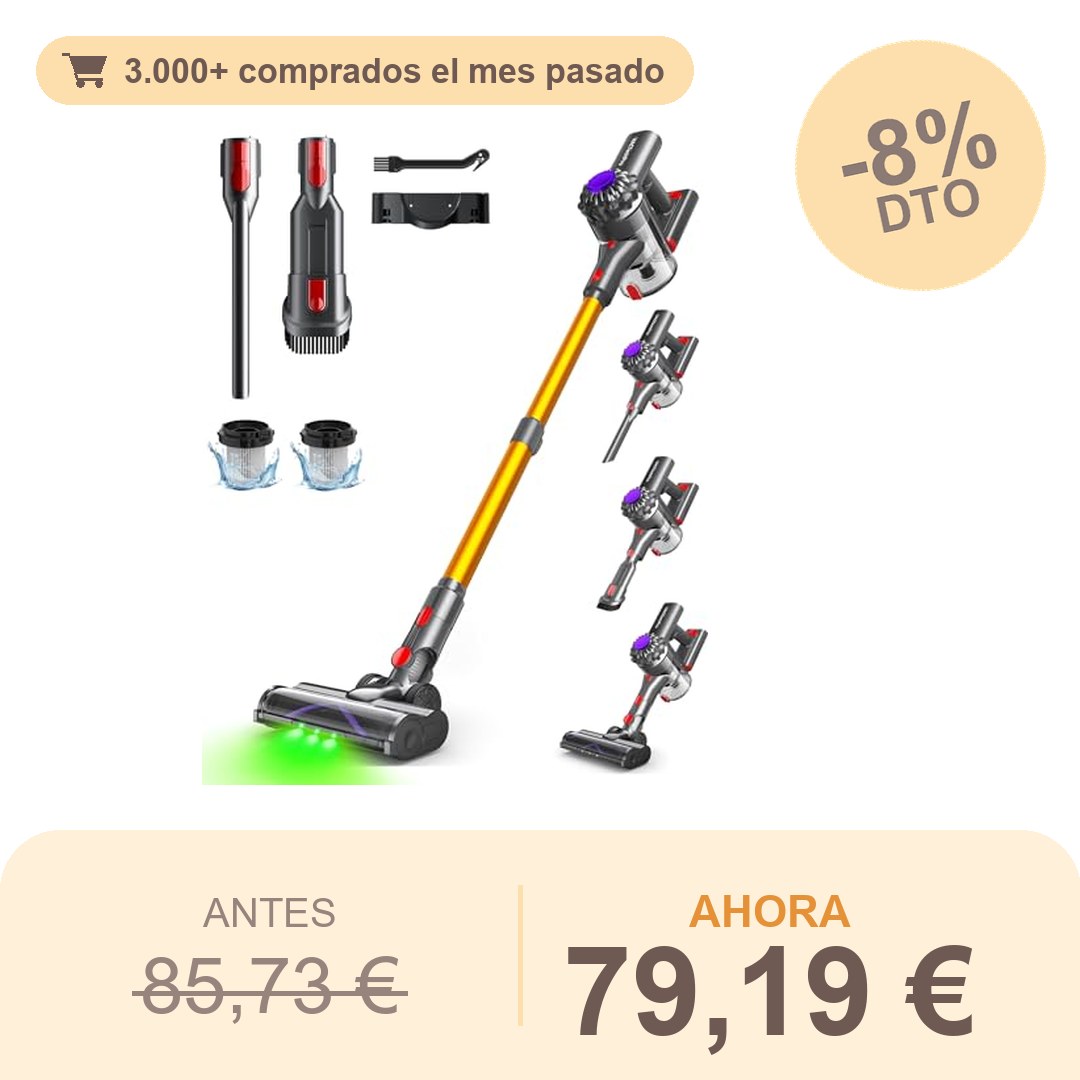 3.000+ comprados el mes pasado
-8%
DTO
ANTES
85,73 €
AHORA
79,19 €